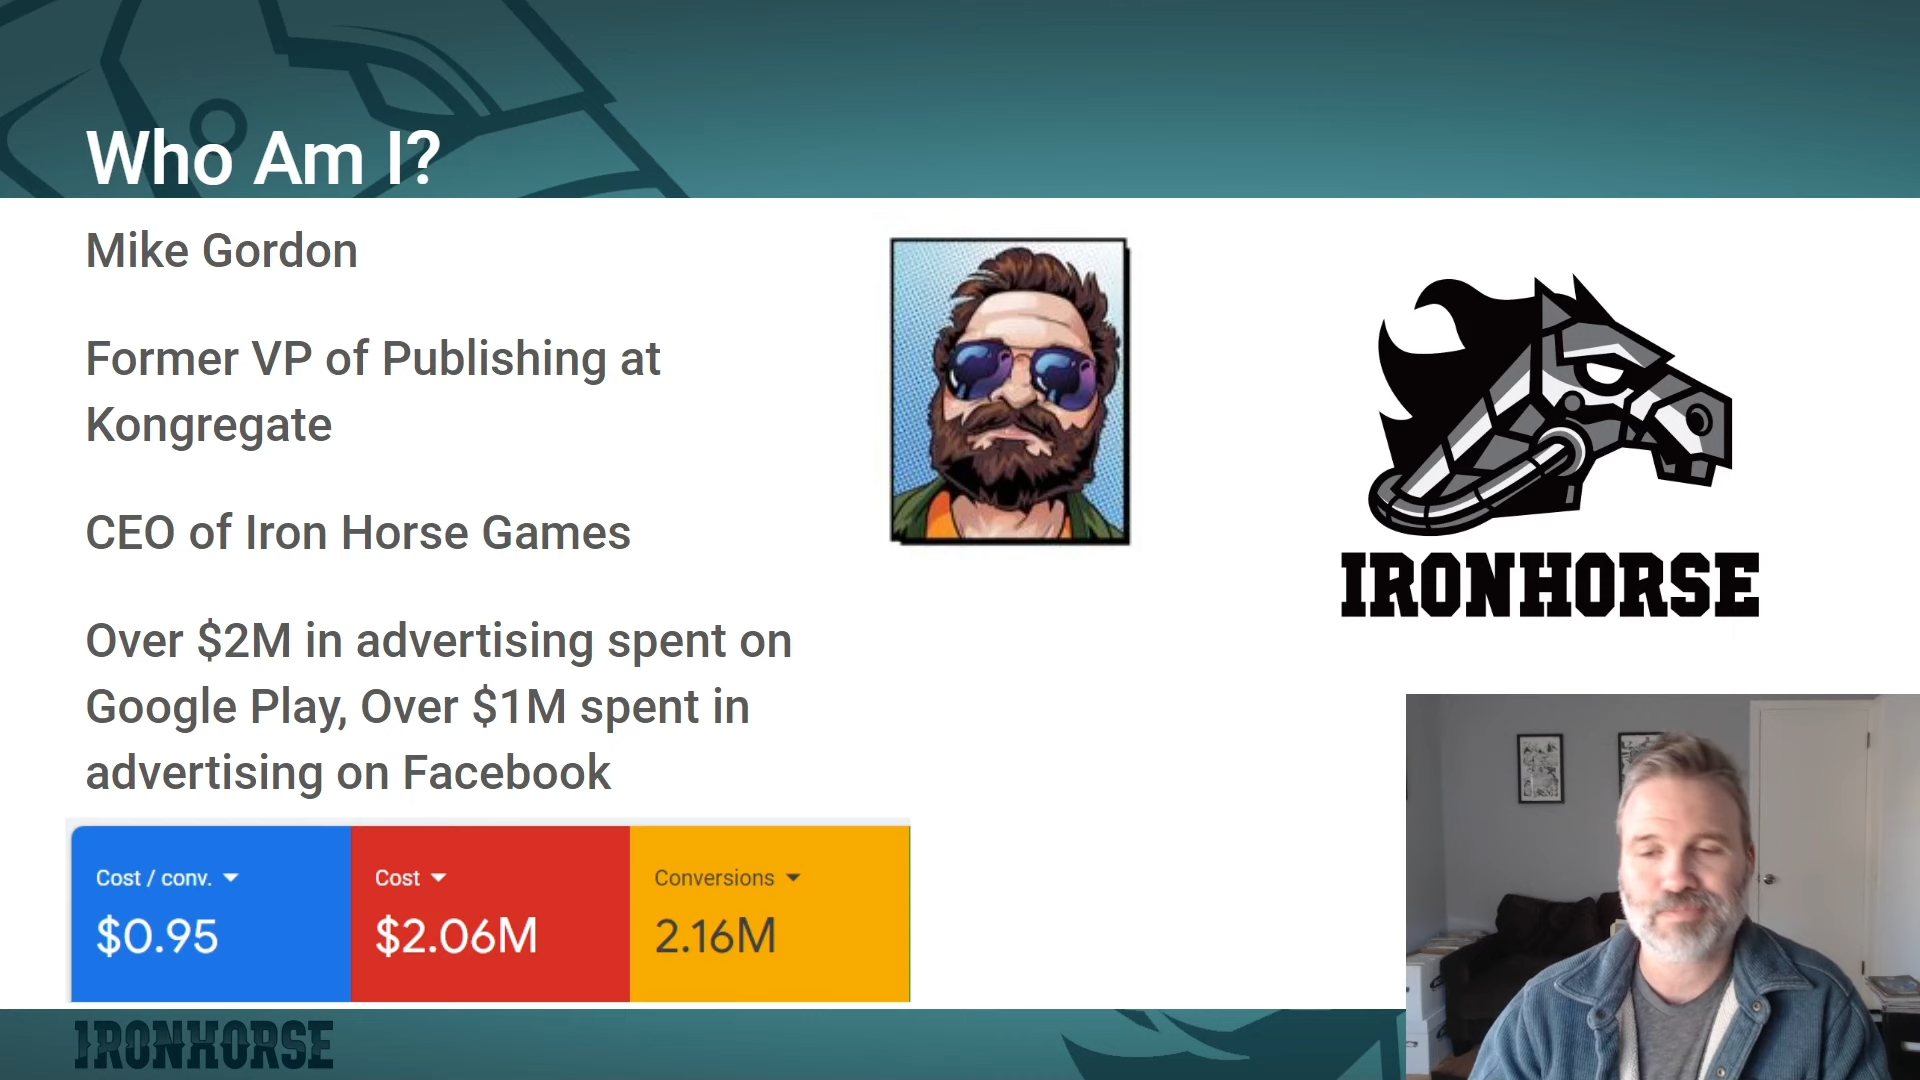 Who Am I?
Mike Gordon
Former VP of Publishing at
Kongregate
CEO of Iron Horse Games
Over $2M in advertising spent on
Google Play, Over $1M spent in
advertising on Facebook
IRONHORSE
Cost / conv.
$0.95
Cost
$2.06M
Conversions
2.16M
IRONHORSE